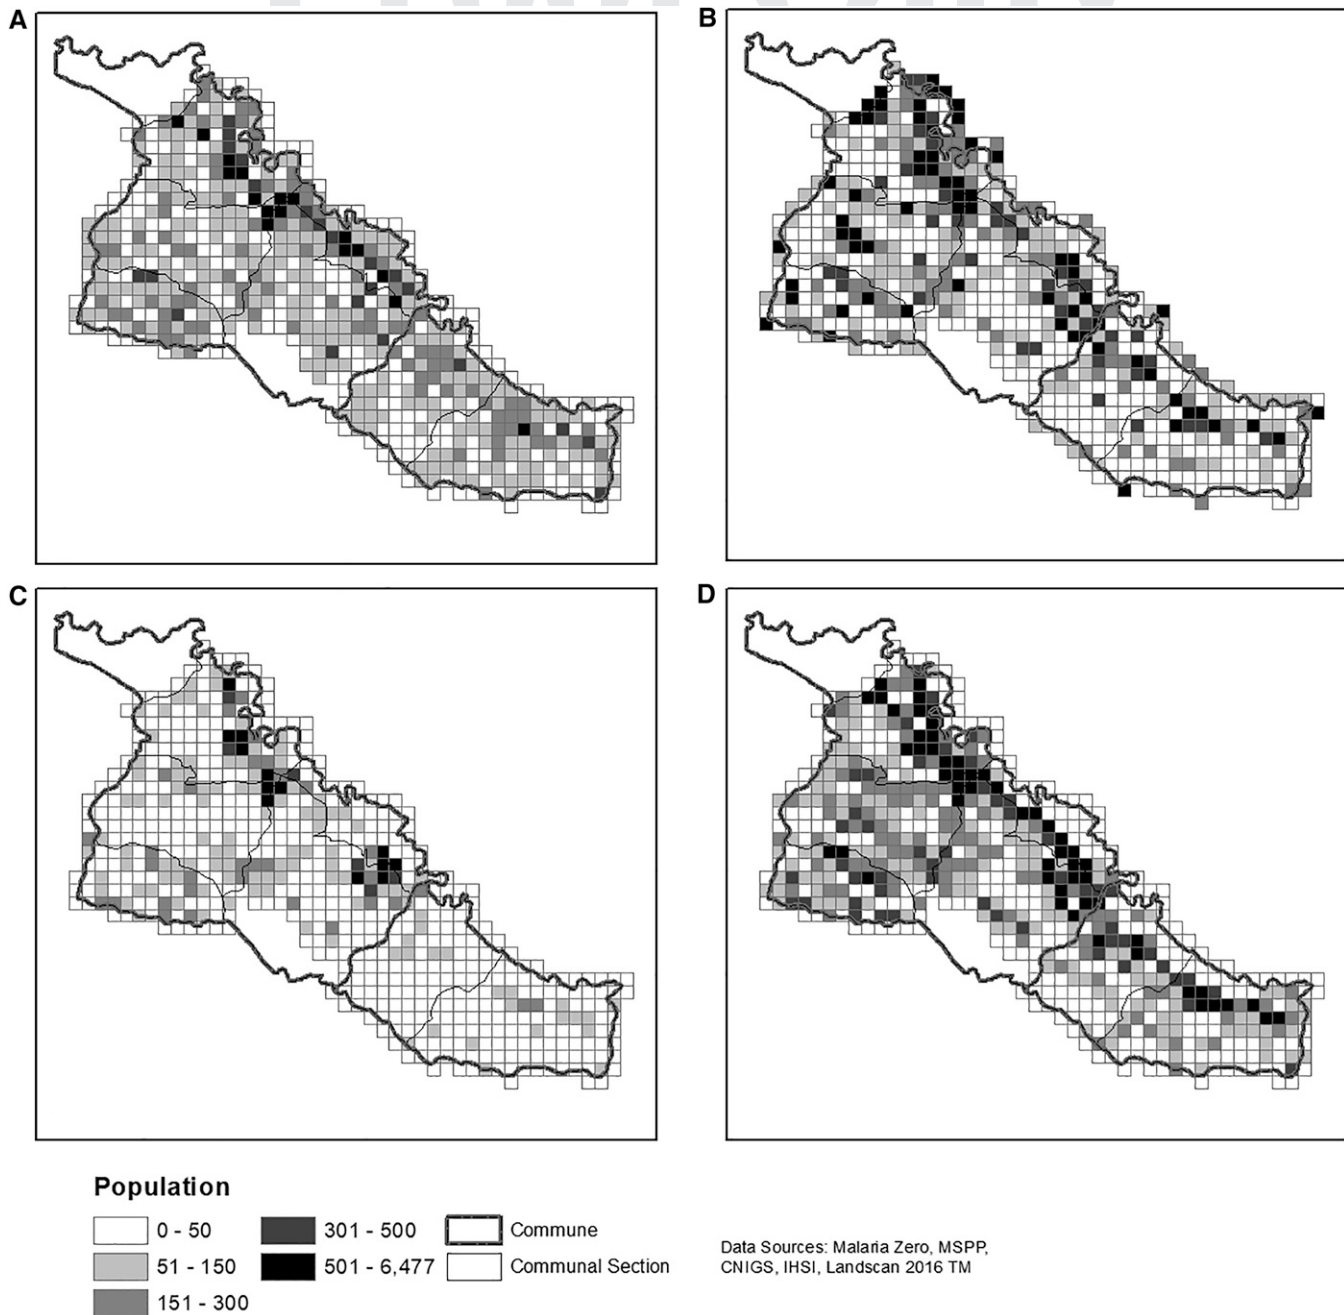 A
B
C
D
Population
0 - 50
51 - 150
151 - 300
301 - 500
501 - 6,477
Commune
Communal Section
Data Sources: Malaria Zero, MSPP,
CNIGS, IHSI, Landscan 2016 TM